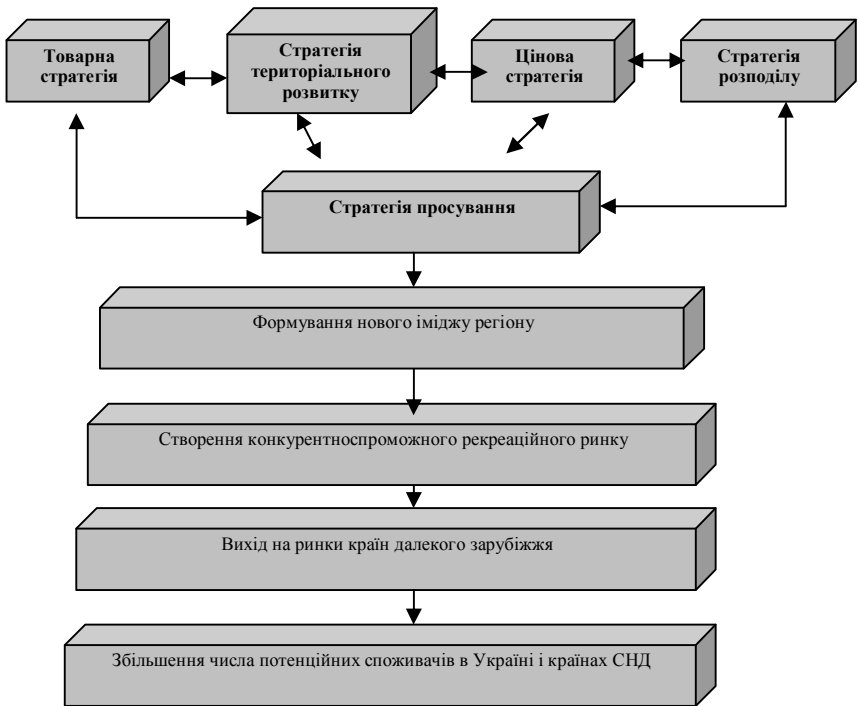 Товарна
стратегія
Стратегія
територіального
розвитку
Цінова
стратегія
Стратегія
розподілу
Стратегія просування
Формування нового іміджу регіону
Створення конкурентноспроможного рекреаційного ринку
Вихід на ринки країн далекого зарубіжжя
Збільшення числа потенційних споживачів в Україні і країнах СНД